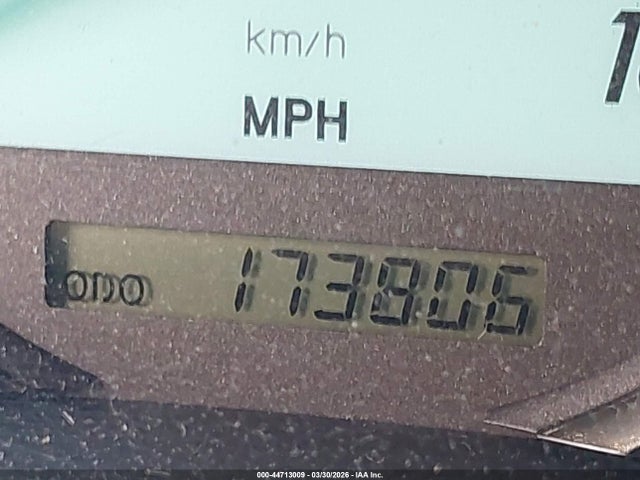 km/h
MPH
ODO 173806
000-44713009 - 03/30/2026 - IAA Inc.